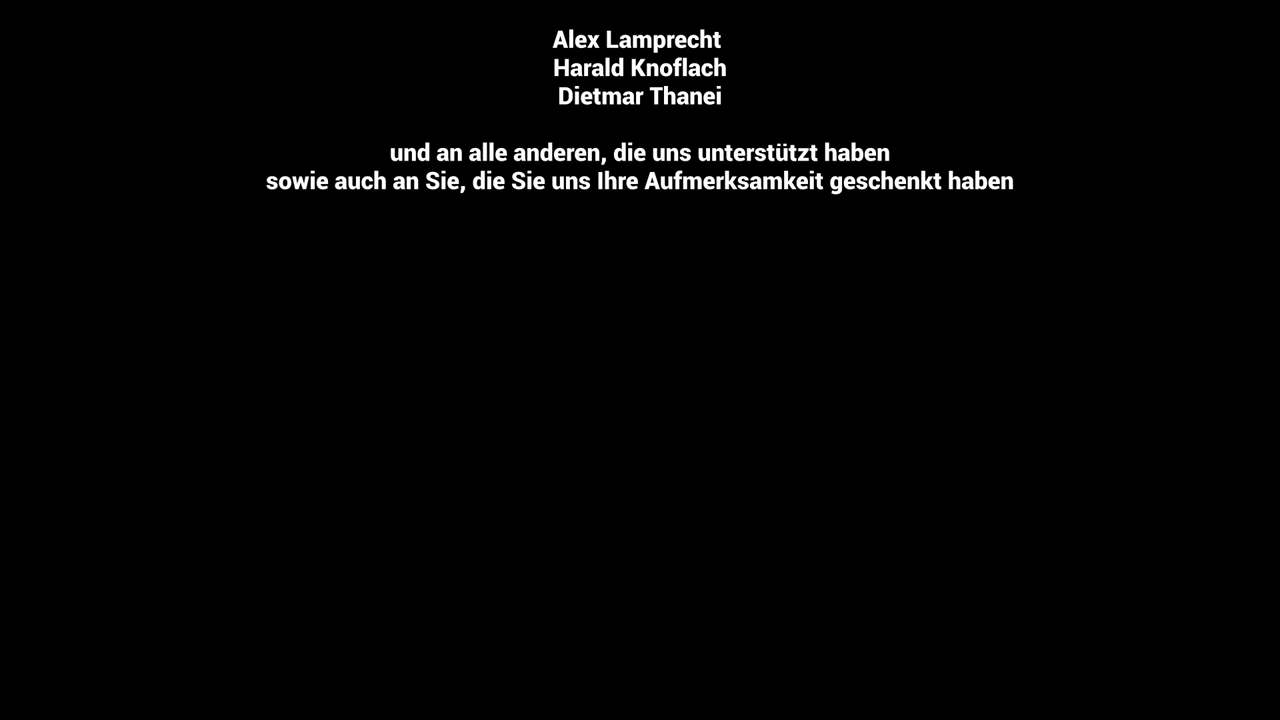 Alex Lamprecht
Harald Knoflach
Dietmar Thanei
und an alle anderen, die uns unterstützt haben
sowie auch an Sie, die Sie uns Ihre Aufmerksamkeit geschenkt haben